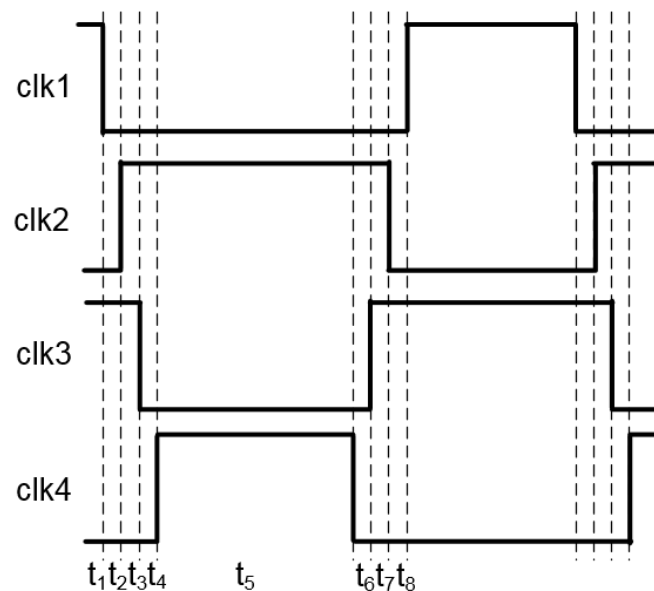 clk1
clk2
clk3
clk4
t₁t₂t₃t₄ t₅ t₆t₇t₈